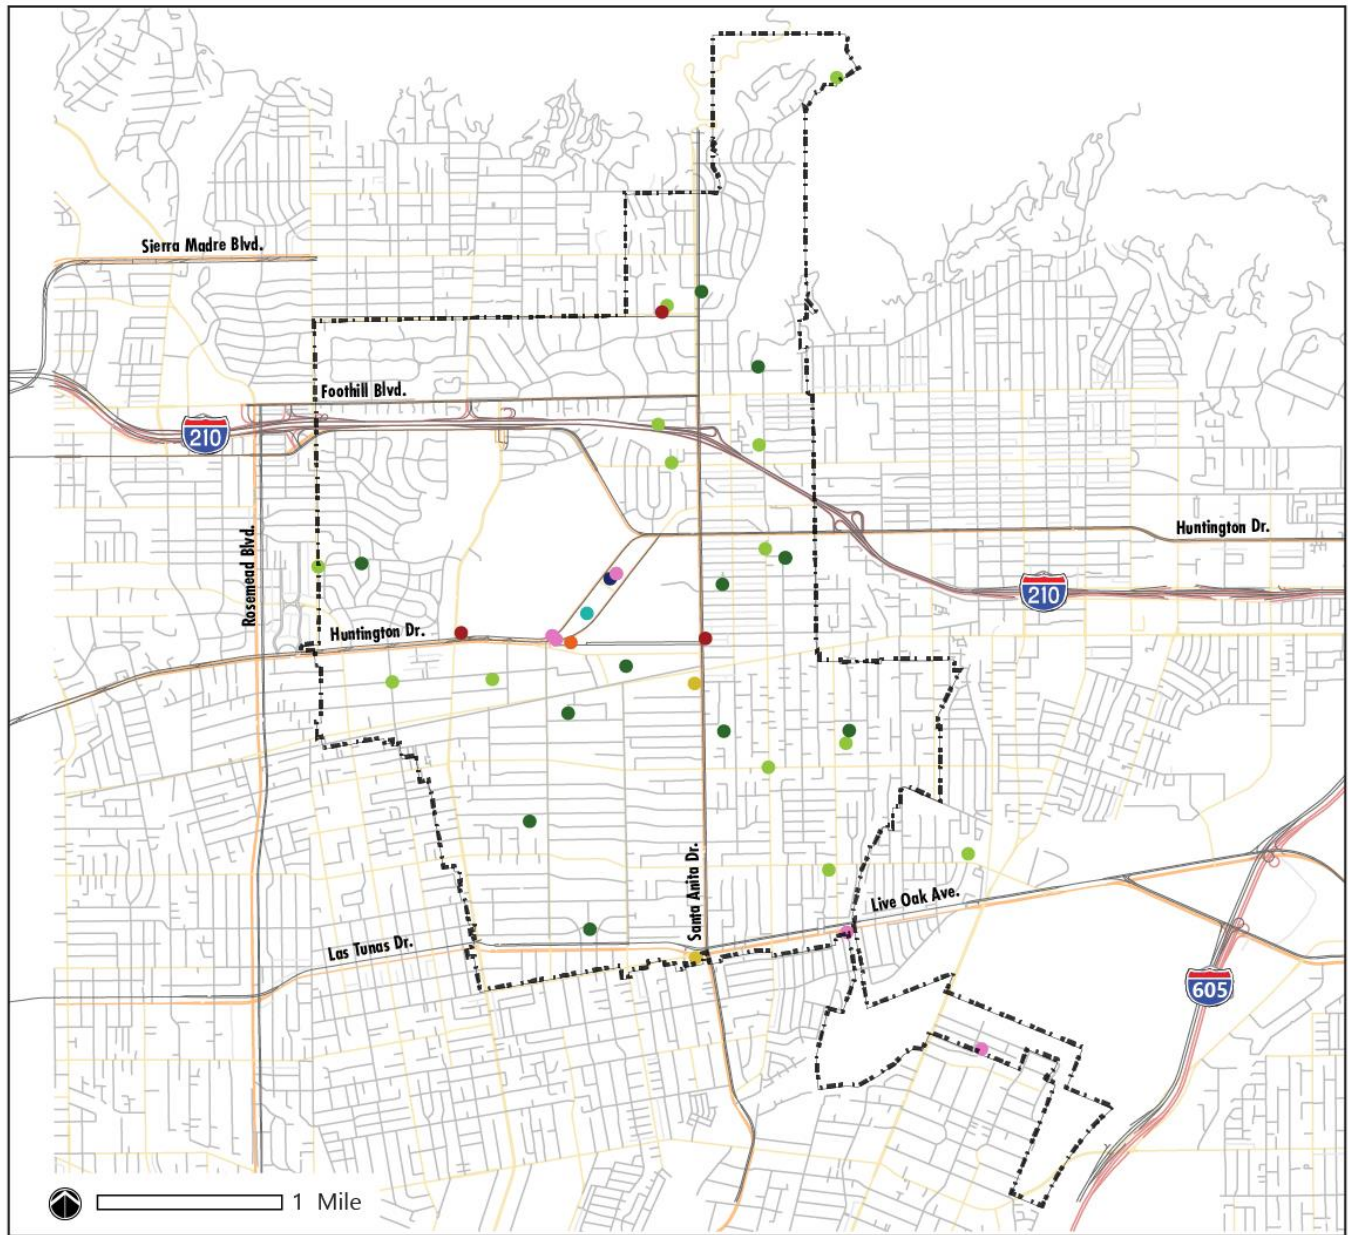 Sierra Madre Blvd.
Foothill Blvd.
210
Huntington Dr.
Rosemead Blvd.
210
Huntington Dr.
Santa Anita Dr.
Live Oak Ave.
Las Tunas Dr.
605
1 Mile